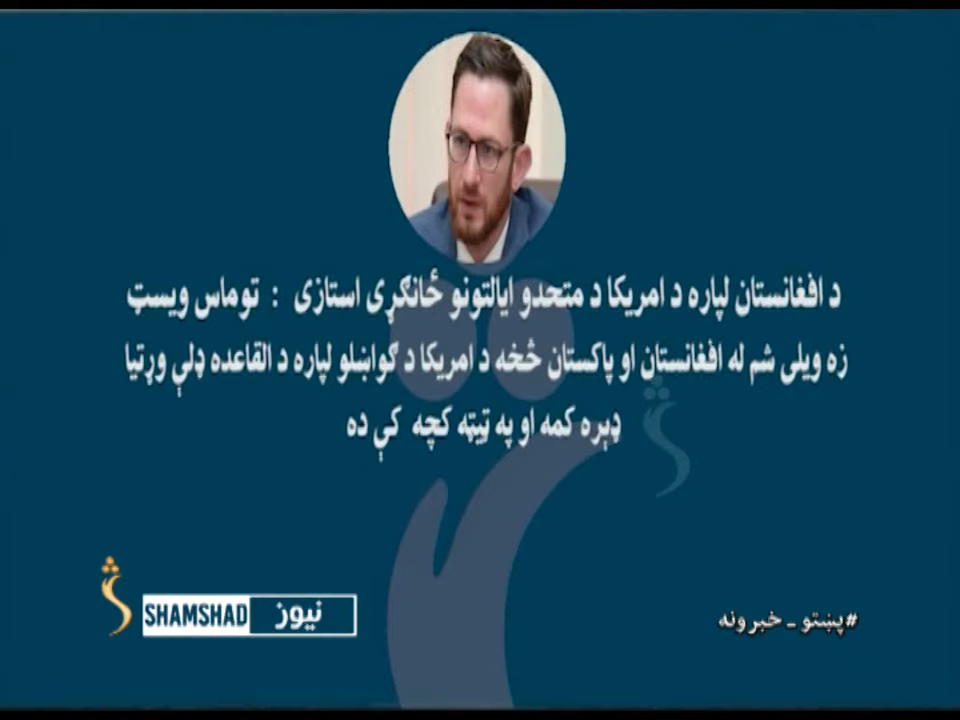 د افغانستان لپاره د امریکا د متحدو ایالتونو ځانګړی استازی : توماس ویسټ
زه ویلی شم له افغانستان او پاکستان څخه د امریکا د ګواښلو لپاره د القاعده ډلې وړتیا
ډېره کمه او په ټیټه کچه کې ده
SHAMSHAD نیوز
#پښتو - خبرونه